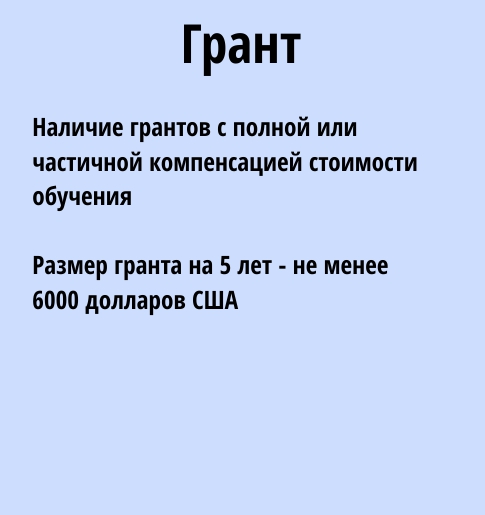 Грант
Наличие грантов с полной или
частичной компенсацией стоимости
обучения
Размер гранта на 5 лет - не менее
6000 долларов США